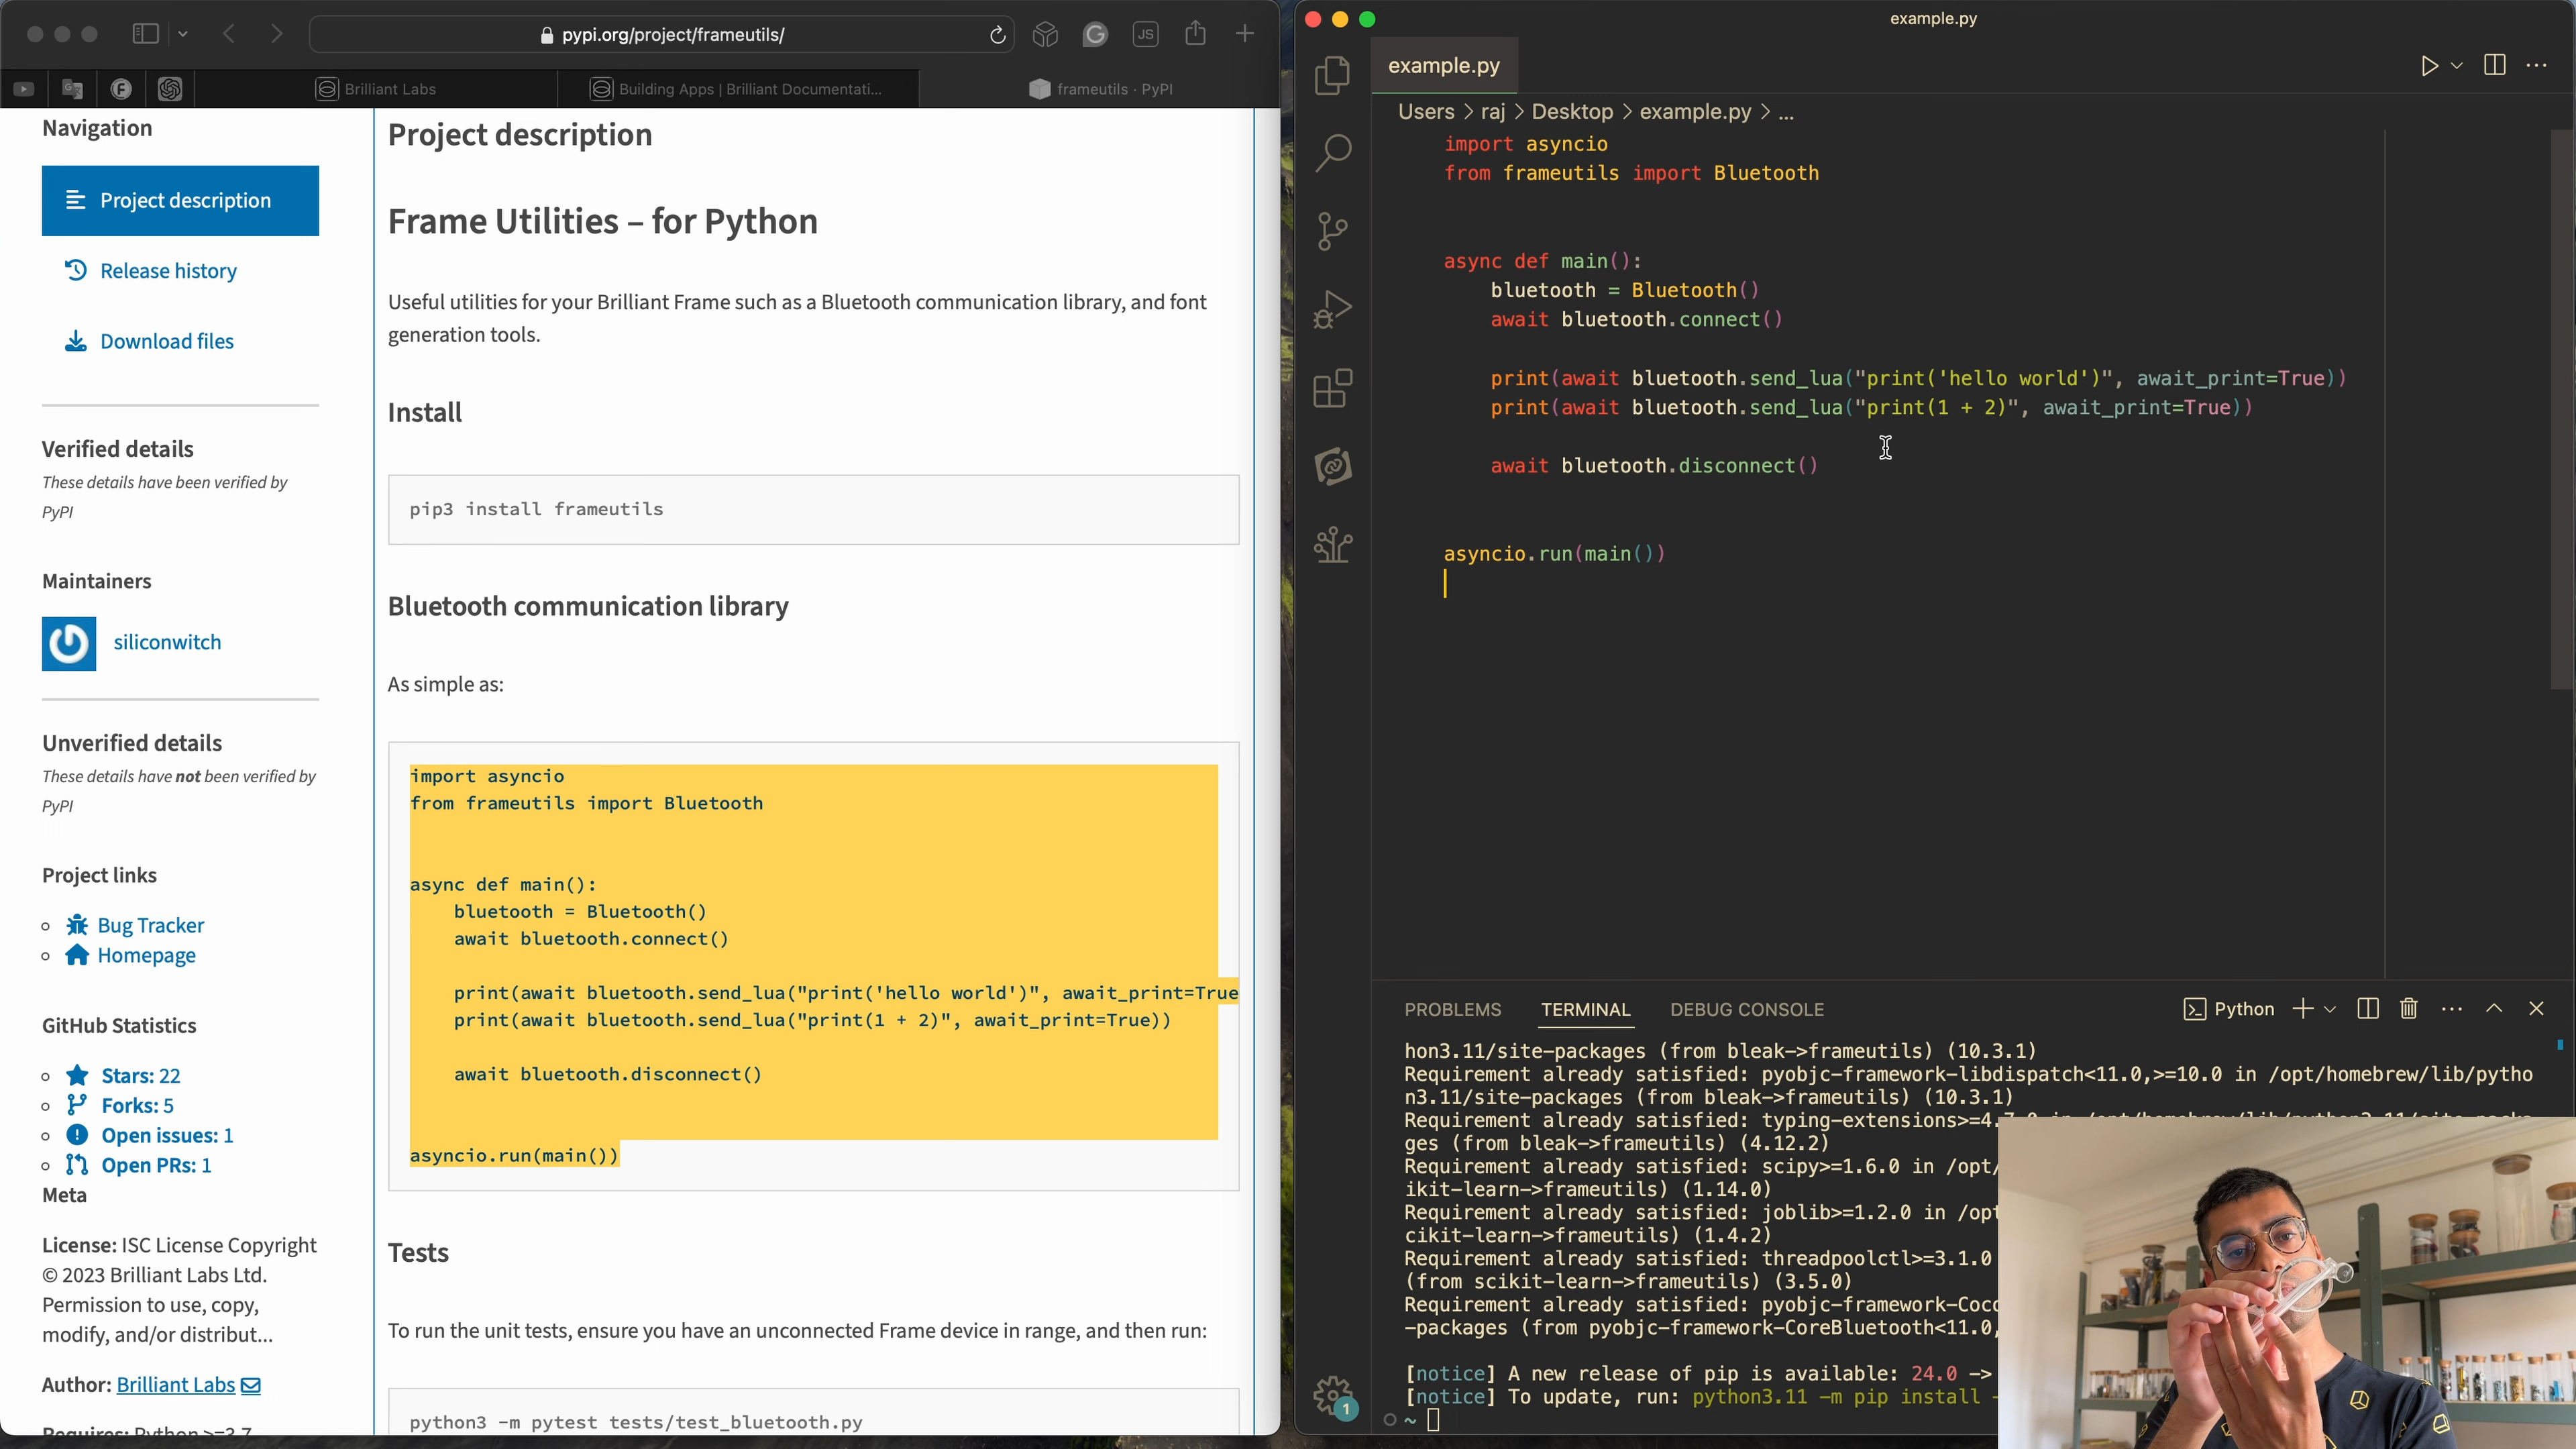 pypi.org/project/frameutils/
JS
Brilliant Labs
Building Apps | Brilliant Documentati...
frameutils · PyPI
Navigation
Project description
Release history
Download files
Verified details
These details have been verified by
PyPI
Maintainers
siliconwitch
Unverified details
These details have not been verified by
PyPI
Project links
Bug Tracker
Homepage
GitHub Statistics
Stars: 22
Forks: 5
Open issues: 1
Open PRs: 1
Meta
License: ISC License Copyright
© 2023 Brilliant Labs Ltd.
Permission to use, copy,
modify, and/or distribut...
Author: Brilliant Labs
Requires: Python >=3.7
Project description
Frame Utilities – for Python
Useful utilities for your Brilliant Frame such as a Bluetooth communication library, and font
generation tools.
Install
pip3 install frameutils
Bluetooth communication library
As simple as:
import asyncio
from frameutils import Bluetooth
async def main():
    bluetooth = Bluetooth()
    await bluetooth.connect()
    print(await bluetooth.send_lua("print('hello world')", await_print=True
    print(await bluetooth.send_lua("print(1 + 2)", await_print=True))
    await bluetooth.disconnect()
asyncio.run(main())
Tests
To run the unit tests, ensure you have an unconnected Frame device in range, and then run:
python3 -m pytest tests/test_bluetooth.py
example.py
example.py
Users > raj > Desktop > example.py > ...
import asyncio
from frameutils import Bluetooth
async def main():
    bluetooth = Bluetooth()
    await bluetooth.connect()
    print(await bluetooth.send_lua("print('hello world')", await_print=True))
    print(await bluetooth.send_lua("print(1 + 2)", await_print=True))
    await bluetooth.disconnect()
asyncio.run(main())
PROBLEMS TERMINAL DEBUG CONSOLE Python
hon3.11/site-packages (from bleak->frameutils) (10.3.1)
Requirement already satisfied: pyobjc-framework-libdispatch<11.0,>=10.0 in /opt/homebrew/lib/pytho
n3.11/site-packages (from bleak->frameutils) (10.3.1)
Requirement already satisfied: typing-extensions>=4.7.0 in /opt/homebrew/lib/python3.11/site-packa
ges (from bleak->frameutils) (4.12.2)
Requirement already satisfied: scipy>=1.6.0 in /opt/
ikit-learn->frameutils) (1.14.0)
Requirement already satisfied: joblib>=1.2.0 in /opt
cikit-learn->frameutils) (1.4.2)
Requirement already satisfied: threadpoolctl>=3.1.0
(from scikit-learn->frameutils) (3.5.0)
Requirement already satisfied: pyobjc-framework-Coco
-packages (from pyobjc-framework-CoreBluetooth<11.0,
[notice] A new release of pip is available: 24.0 ->
[notice] To update, run: python3.11 -m pip install -
~
1